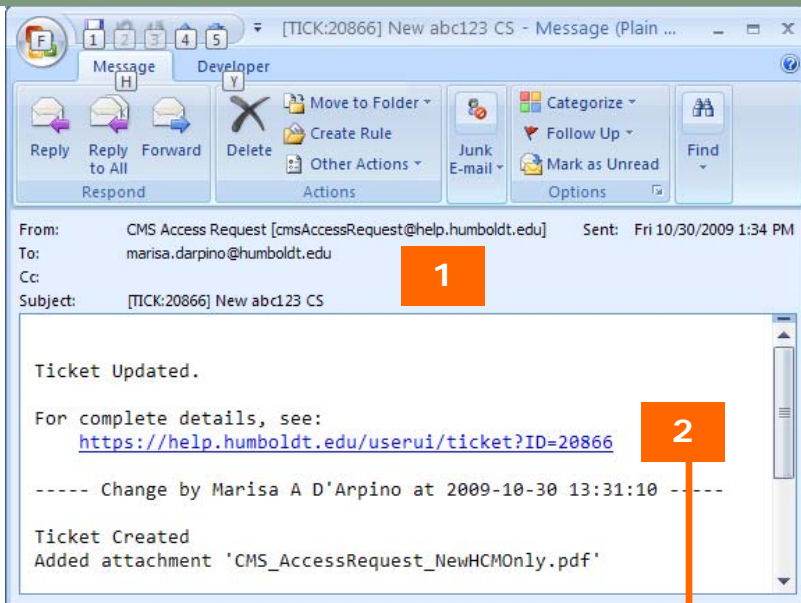 [TICK:20866] New abc123 CS - Message (Plain ...
F 1 2 3 4 5
Message Developer
H Y
Reply Reply to All Forward
Respond
Delete Move to Folder
Create Rule
Other Actions
Actions
Junk E-mail
Categorize
Follow Up
Mark as Unread
Options
Find
From: CMS Access Request [cmsAccessRequest@help.humboldt.edu] Sent: Fri 10/30/2009 1:34 PM
To: marisa.darpino@humboldt.edu
Cc:
Subject: [TICK:20866] New abc123 CS
1
Ticket Updated.
For complete details, see:
https://help.humboldt.edu/userui/ticket?ID=20866
2
----- Change by Marisa A D'Arpino at 2009-10-30 13:31:10 -----
Ticket Created
Added attachment 'CMS_AccessRequest_NewHCMOnly.pdf'